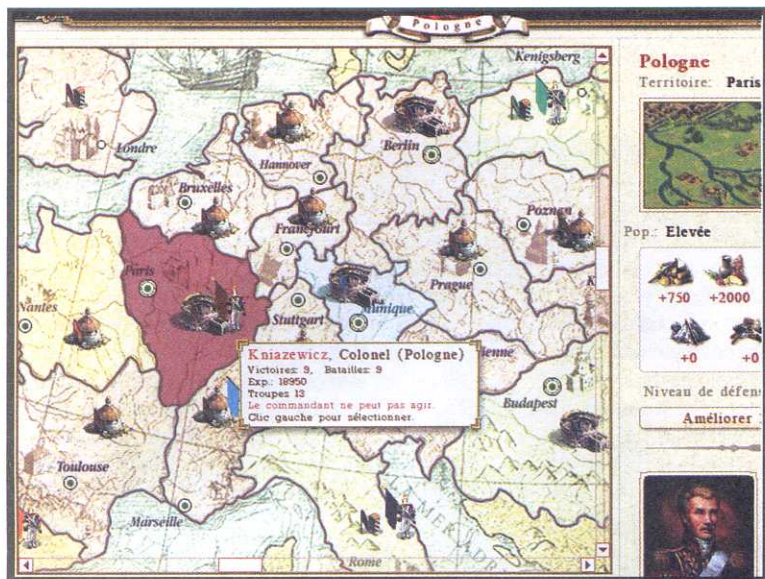 Pologne
Kenigsberg
Londre
Hannover
Berlin
Bruxelles
Francfourt
Poznan
Paris
Prague
Nantes
Stuttgart
Munique
Kniazewicz, Colonel (Pologne)
Victoires: 9, Batailles: 9
Exp.: 18950
Troupes 13
Le commandant ne peut pas agir.
Clic gauche pour sélectionner.
ienne
Budapest
Toulouse
Marseille
Rome
Pologne
Territoire: Paris
Pop.: Elevée
+750 +2000
+0 +0
Niveau de défens
Améliorer